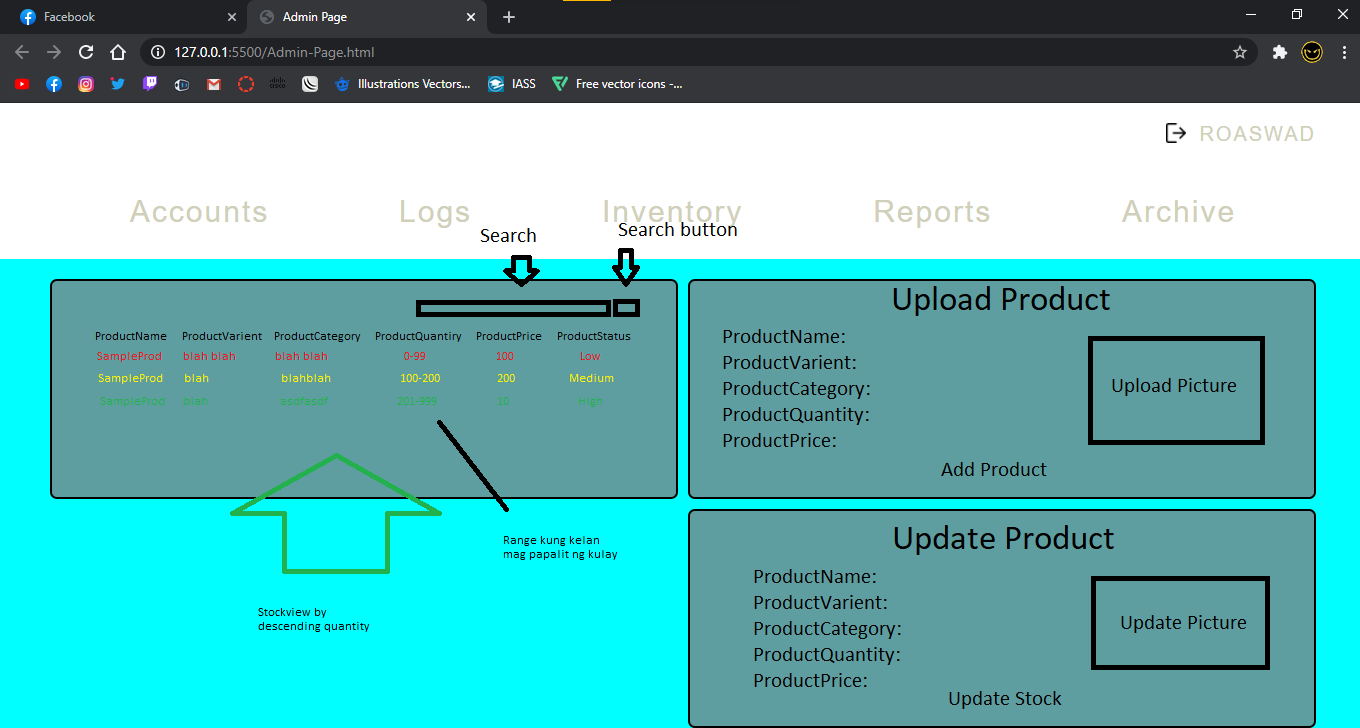 Facebook
Admin Page
127.0.0.1:5500/Admin-Page.html
Illustrations Vectors...
IASS
Free vector icons -...
ROASWAD
Accounts
Logs
Inventory
Reports
Archive
Search
Search button
ProductName ProductVarient ProductCategory ProductQuantiry ProductPrice ProductStatus
SampleProd blah blah blah blah 0-99 100 Low
SampleProd blah blahblah 100-200 200 Medium
SampleProd blah asdfasdf 201-999 10 High
Range kung kelan
mag papalit ng kulay
Stockview by
descending quantity
Upload Product
ProductName:
ProductVarient:
ProductCategory:
ProductQuantity:
ProductPrice:
Upload Picture
Add Product
Update Product
ProductName:
ProductVarient:
ProductCategory:
ProductQuantity:
ProductPrice:
Update Picture
Update Stock